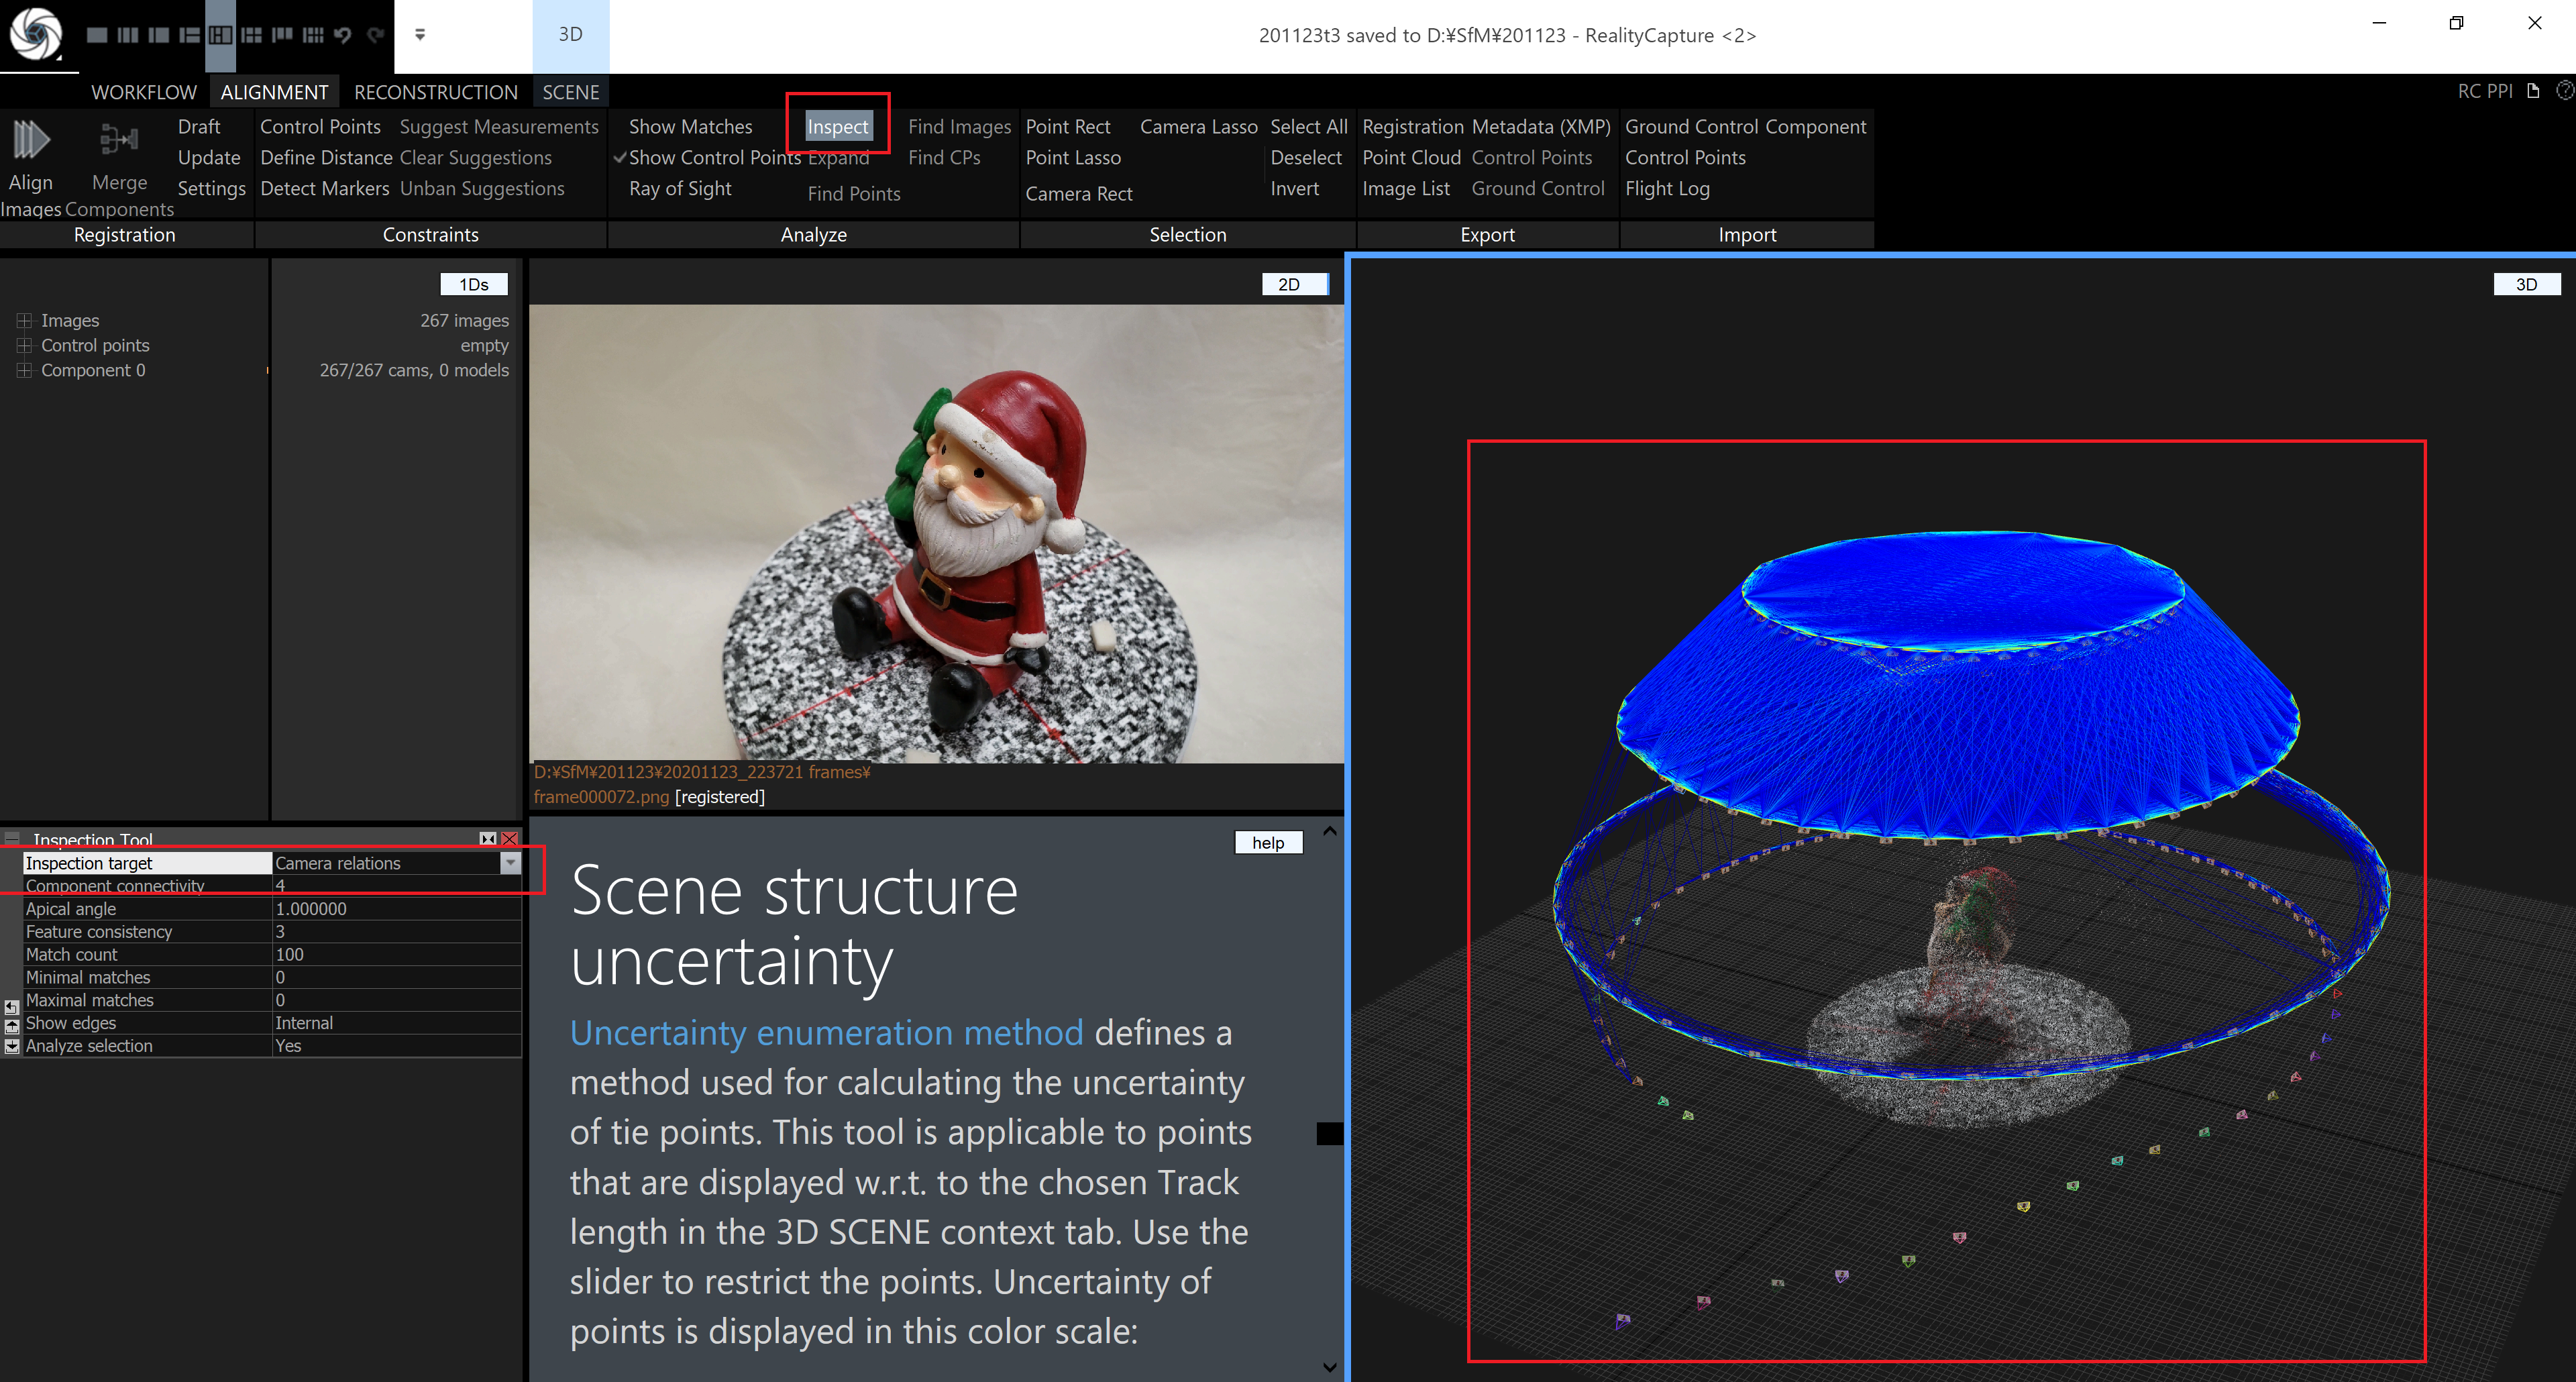 3D
201123t3 saved to D:¥SfM¥201123 - RealityCapture <2>
WORKFLOW ALIGNMENT RECONSTRUCTION SCENE
RC PPI
Align Images
Merge Components
Draft
Update
Settings
Registration
Control Points
Define Distance
Detect Markers
Suggest Measurements
Clear Suggestions
Unban Suggestions
Constraints
Show Matches
Show Control Points
Ray of Sight
Inspect
Expand
Find Points
Find Images
Find CPs
Analyze
Point Rect
Point Lasso
Camera Rect
Camera Lasso
Select All
Deselect
Invert
Selection
Registration
Point Cloud
Image List
Metadata (XMP)
Control Points
Ground Control
Export
Ground Control
Control Points
Flight Log
Component
Import
1Ds
Images 267 images
Control points empty
Component 0 267/267 cams, 0 models
2D
D:¥SfM¥201123¥20201123_223721 frames¥
frame000072.png [registered]
3D
Inspection Tool
Inspection target Camera relations
Component connectivity 4
Apical angle 1.000000
Feature consistency 3
Match count 100
Minimal matches 0
Maximal matches 0
Show edges Internal
Analyze selection Yes
help
Scene structure
uncertainty
Uncertainty enumeration method defines a
method used for calculating the uncertainty
of tie points. This tool is applicable to points
that are displayed w.r.t. to the chosen Track
length in the 3D SCENE context tab. Use the
slider to restrict the points. Uncertainty of
points is displayed in this color scale: